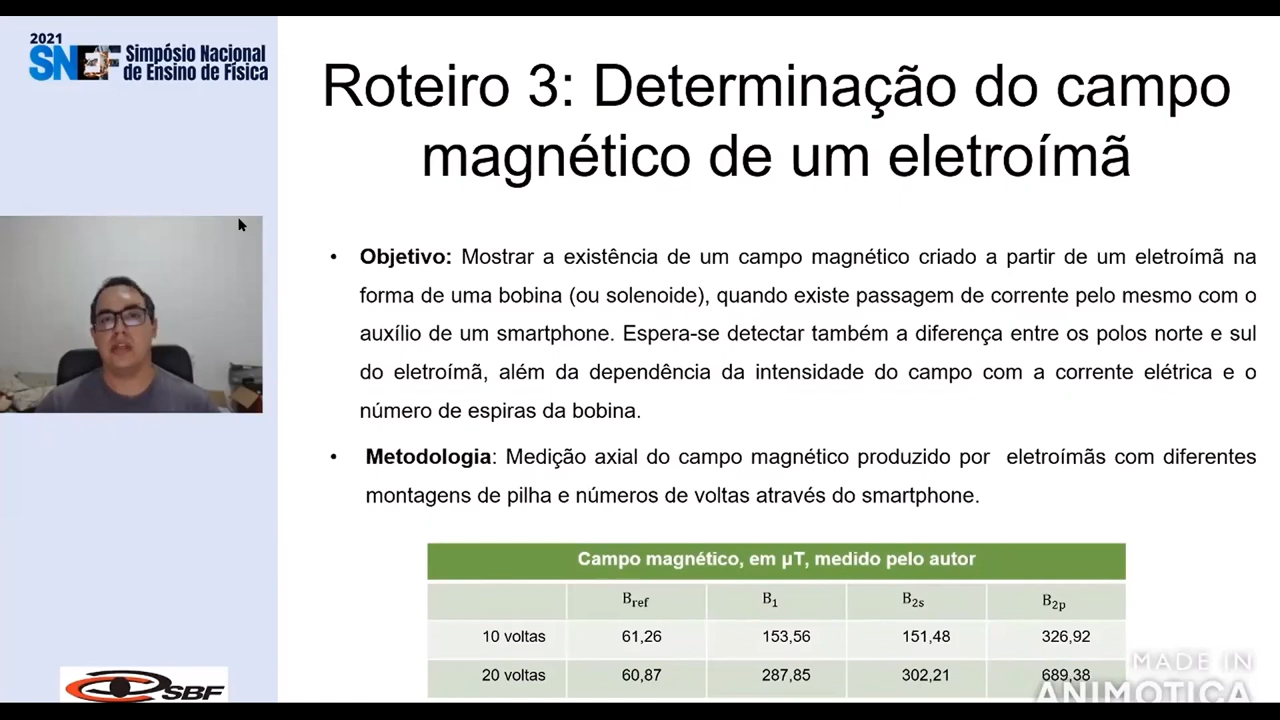 2021
SNEF Simpósio Nacional
de Ensino de Física
Roteiro 3: Determinação do campo
magnético de um eletroímã
• Objetivo: Mostrar a existência de um campo magnético criado a partir de um eletroímã na
forma de uma bobina (ou solenoide), quando existe passagem de corrente pelo mesmo com o
auxílio de um smartphone. Espera-se detectar também a diferença entre os polos norte e sul
do eletroímã, além da dependência da intensidade do campo com a corrente elétrica e o
número de espiras da bobina.
• Metodologia: Medição axial do campo magnético produzido por eletroímãs com diferentes
montagens de pilha e números de voltas através do smartphone.
Campo magnético, em μT, medido pelo autor
B_ref B_1 B_2s B_2p
10 voltas 61,26 153,56 151,48 326,92
20 voltas 60,87 287,85 302,21 689,38
SBF
MADE IN
ANIMOTICA